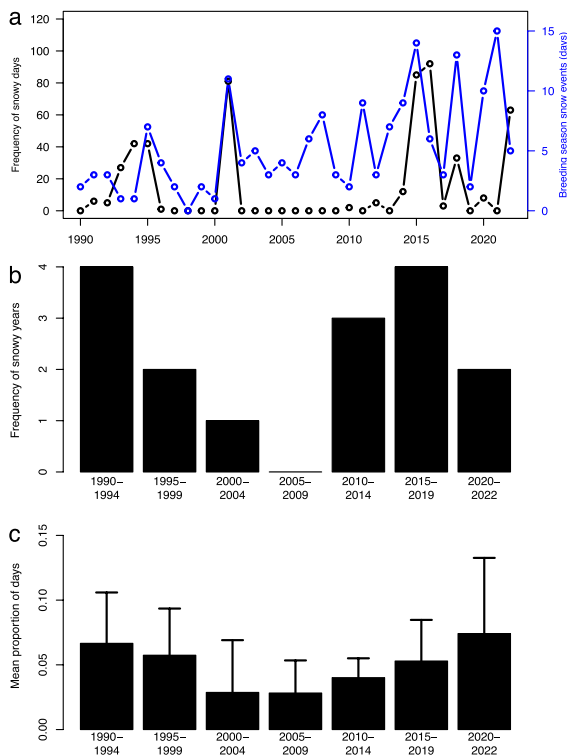 a
Frequency of snowy days
120
100
80
60
40
20
0
15
10
5
0
Breeding season snow events (days)
1990 1995 2000 2005 2010 2015 2020
b
Frequency of snowy years
4
3
2
1
0
1990– 1995– 2000– 2005– 2010– 2015– 2020–
1994 1999 2004 2009 2014 2019 2022
c
Mean proportion of days
0.15
0.10
0.05
0.00
1990– 1995– 2000– 2005– 2010– 2015– 2020–
1994 1999 2004 2009 2014 2019 2022